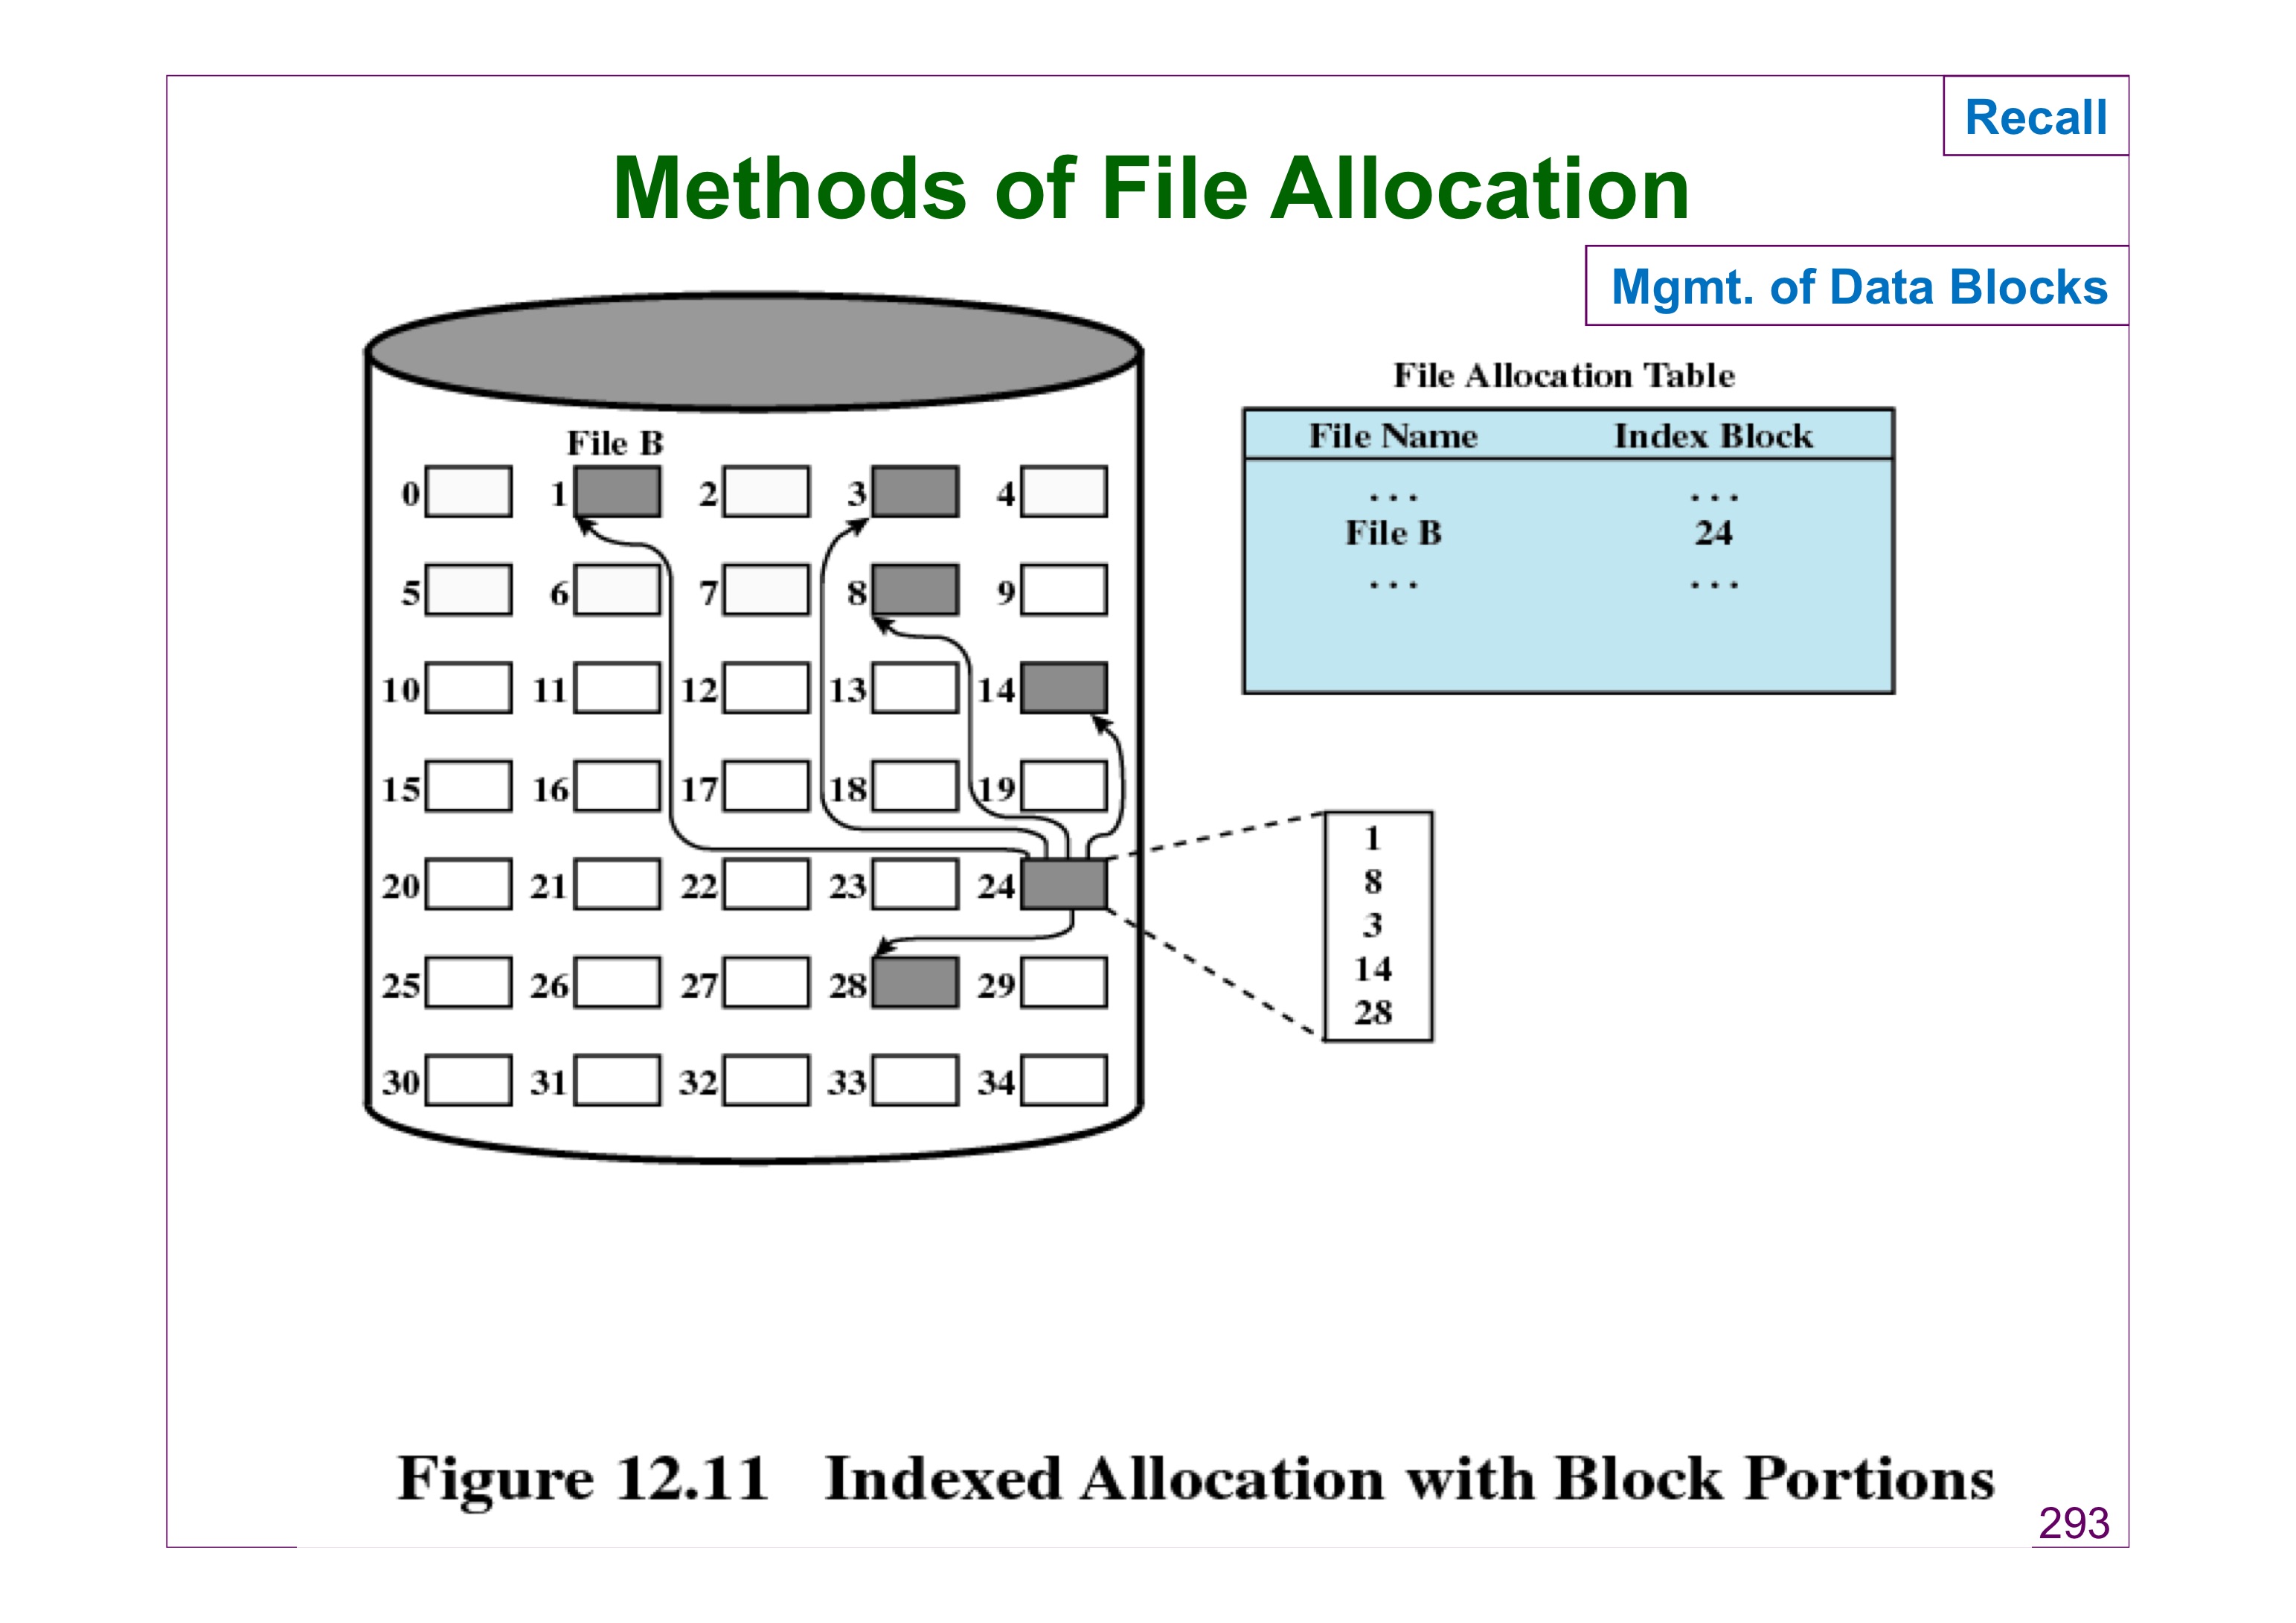 Recall
Methods of File Allocation
Mgmt. of Data Blocks
File Allocation Table
File Name Index Block
... ...
File B 24
... ...
File B
0 1 2 3 4
5 6 7 8 9
10 11 12 13 14
15 16 17 18 19
20 21 22 23 24
25 26 27 28 29
30 31 32 33 34
1
8
3
14
28
Figure 12.11 Indexed Allocation with Block Portions
293